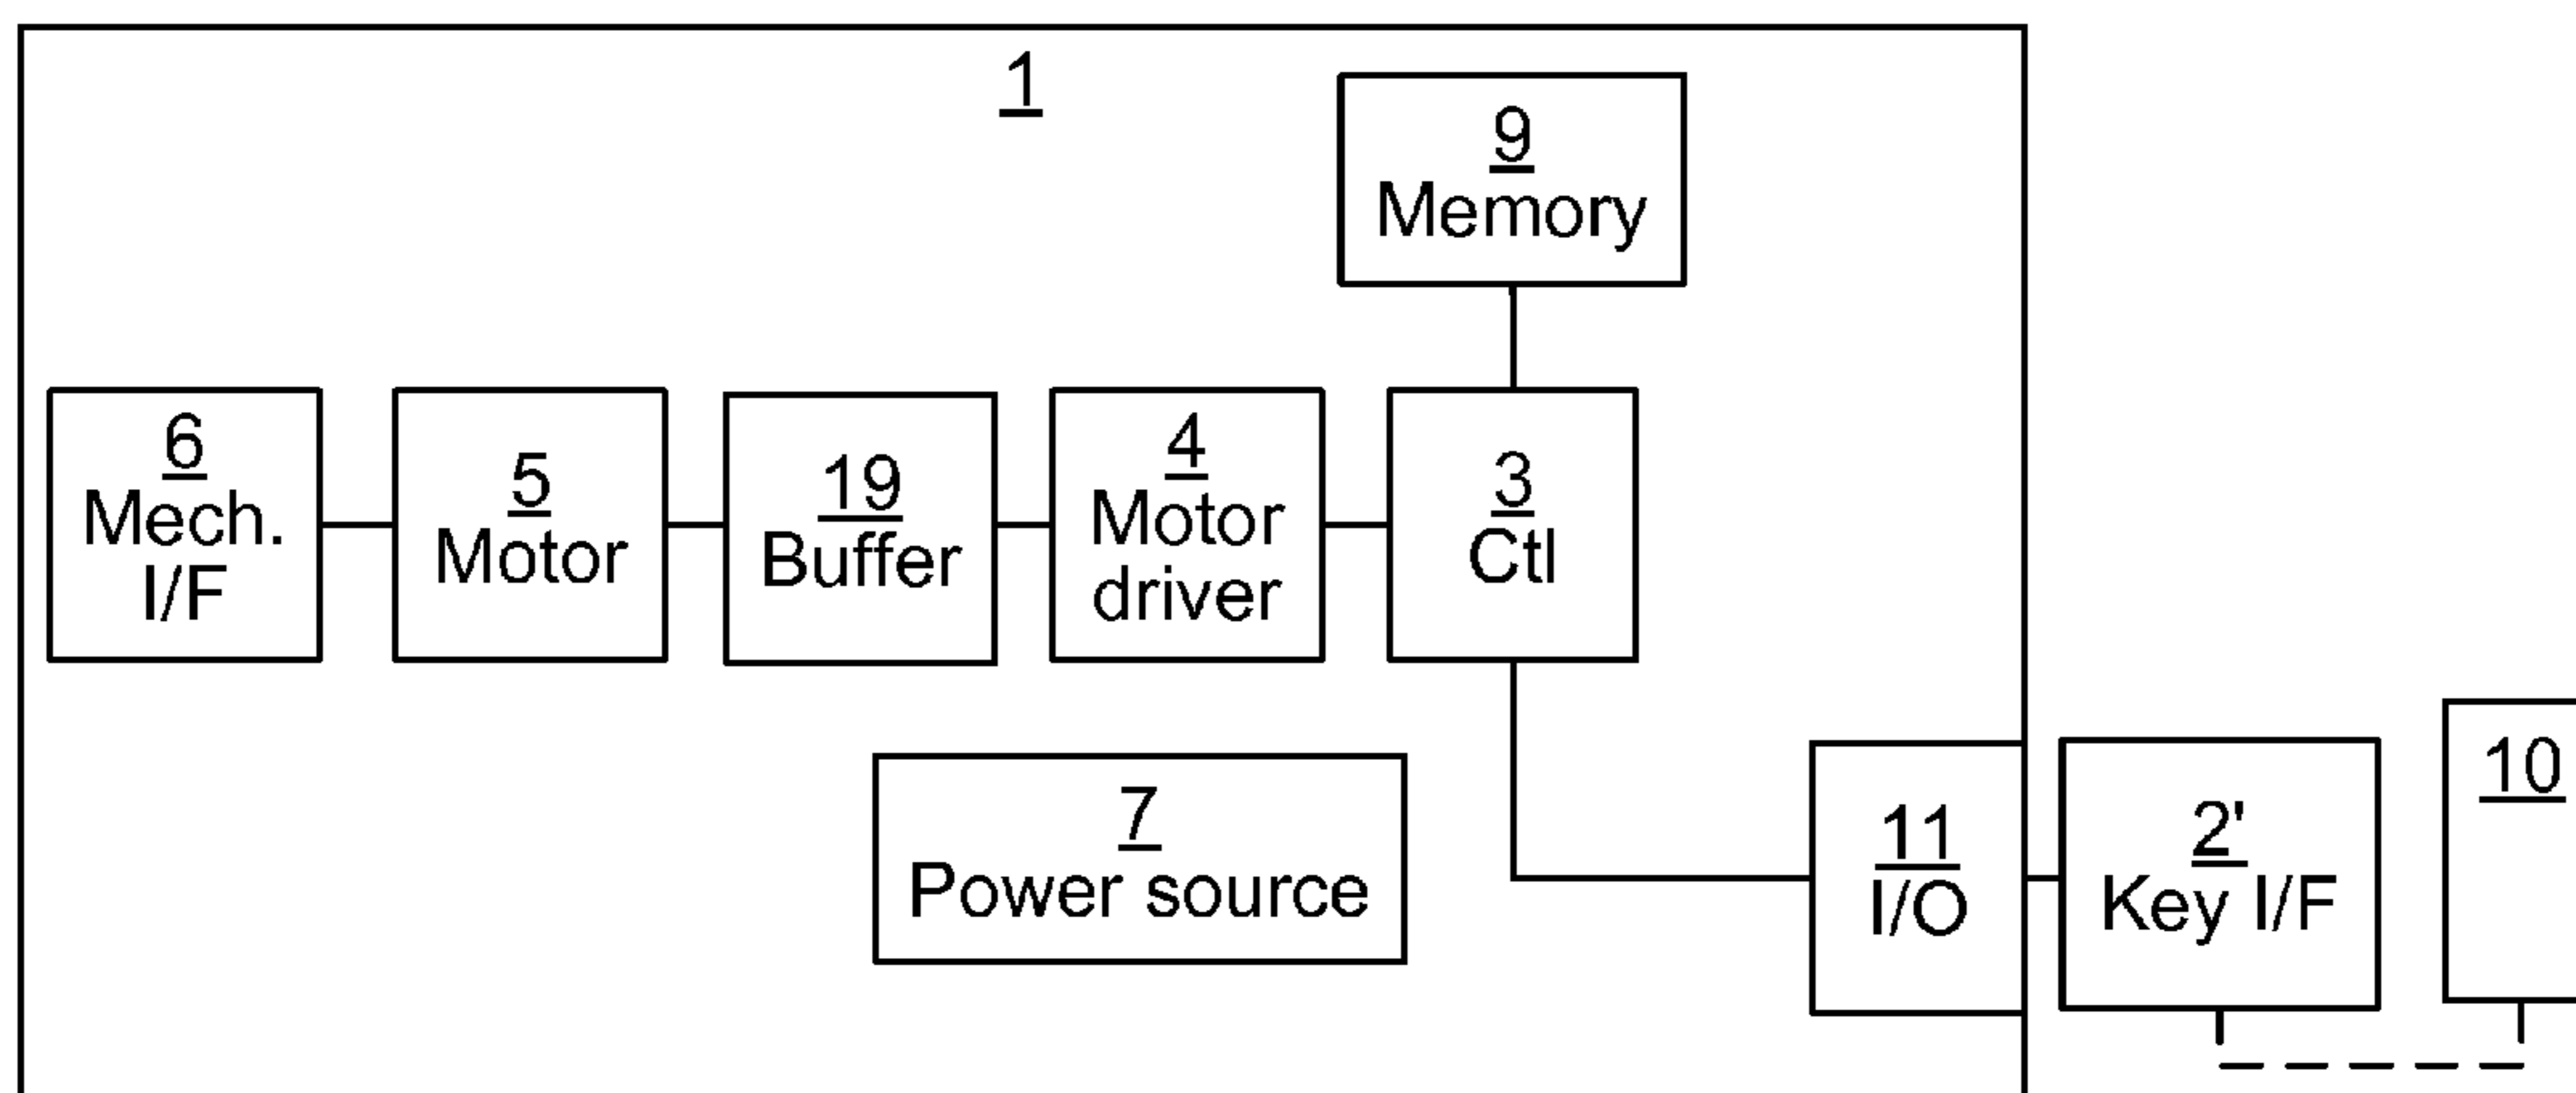 1
9
Memory
6
Mech.
I/F
5
Motor
19
Buffer
4
Motor
driver
3
Ctl
7
Power source
11
I/O
2'
Key I/F
10